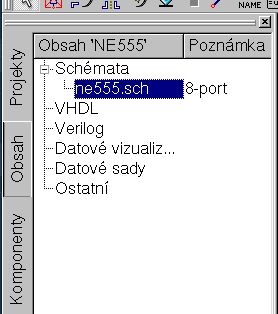 NAME
Obsah 'NE555' Poznámka
Schémata
ne555.sch 8-port
VHDL
Verilog
Datové vizualiz...
Datové sady
Ostatní
Projekty
Obsah
Komponenty